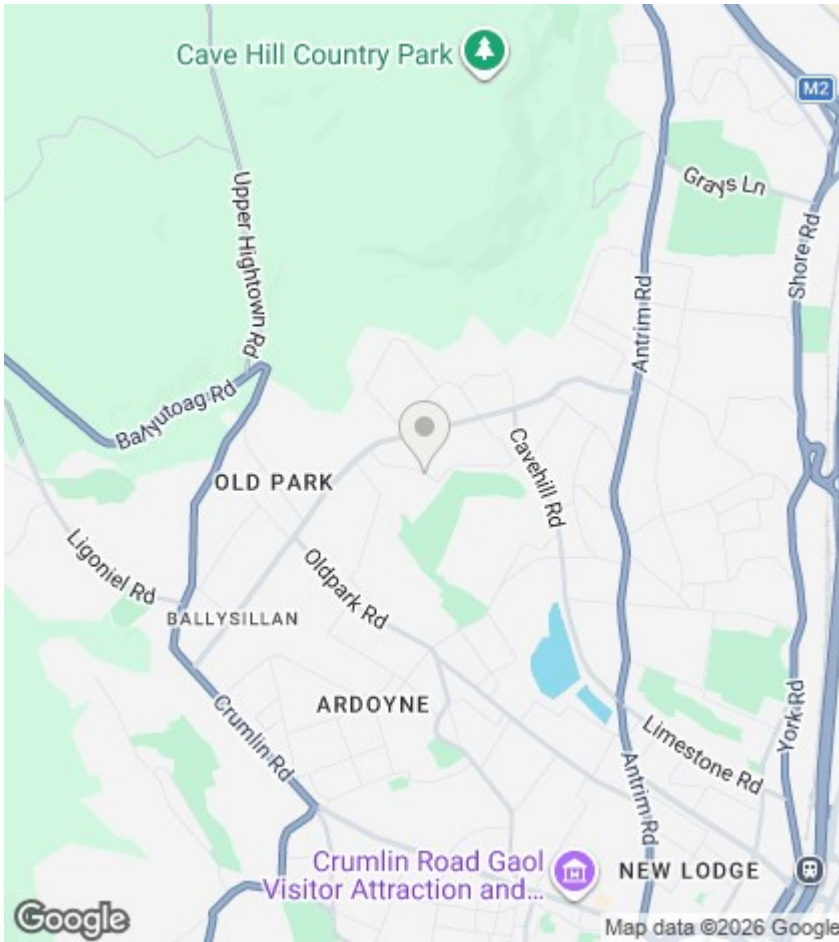 Cave Hill Country Park
M2
Grays Ln
Upper Hightown Rd
Shore Rd
Antrim Rd
Ballyutoag Rd
Cavehill Rd
OLD PARK
Ligoniel Rd
Oldpark Rd
BALLYSILLAN
ARDOYNE
Crumlin Rd
York Rd
Limestone Rd
Antrim Rd
Crumlin Road Gaol
Visitor Attraction and...
NEW LODGE
Google
Map data ©2026 Google